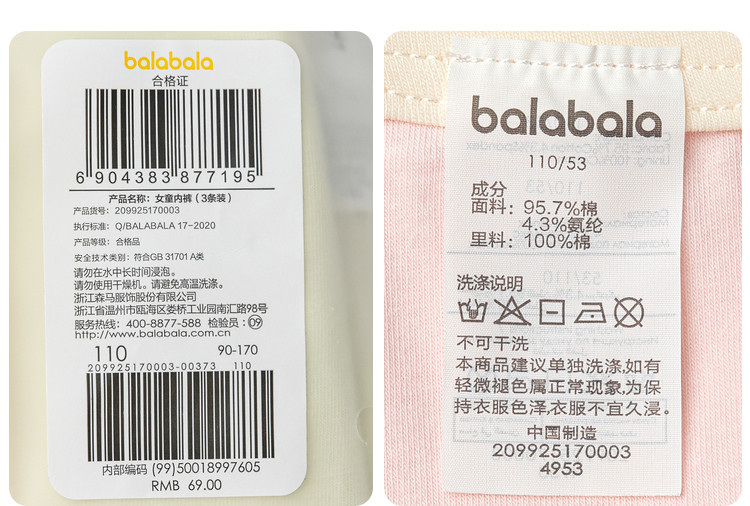 balabala
合格证
6 904383 877195
产品名称：女童内裤（3条装）
产品货号：209925170003
执行标准：Q/BALABALA 17-2020
产品等级：合格品
安全技术类别：符合GB 31701 A类
请勿在水中长时间浸泡。
请勿使用干燥机。请避免高温洗涤。
浙江森马服饰股份有限公司
浙江省温州市瓯海区娄桥工业园南汇路98号
服务热线：400-8877-588 检验员：09
http://www.balabala.com.cn
110 90-170
209925170003-00373 110
内部编码 (99)50018997605
RMB 69.00
balabala
110/53
成分
面料：95.7%棉
4.3%氨纶
里料：100%棉
洗涤说明
不可干洗
本商品建议单独洗涤,如有
轻微褪色属正常现象,为保
持衣服色泽,衣服不宜久浸。
中国制造
209925170003
4953